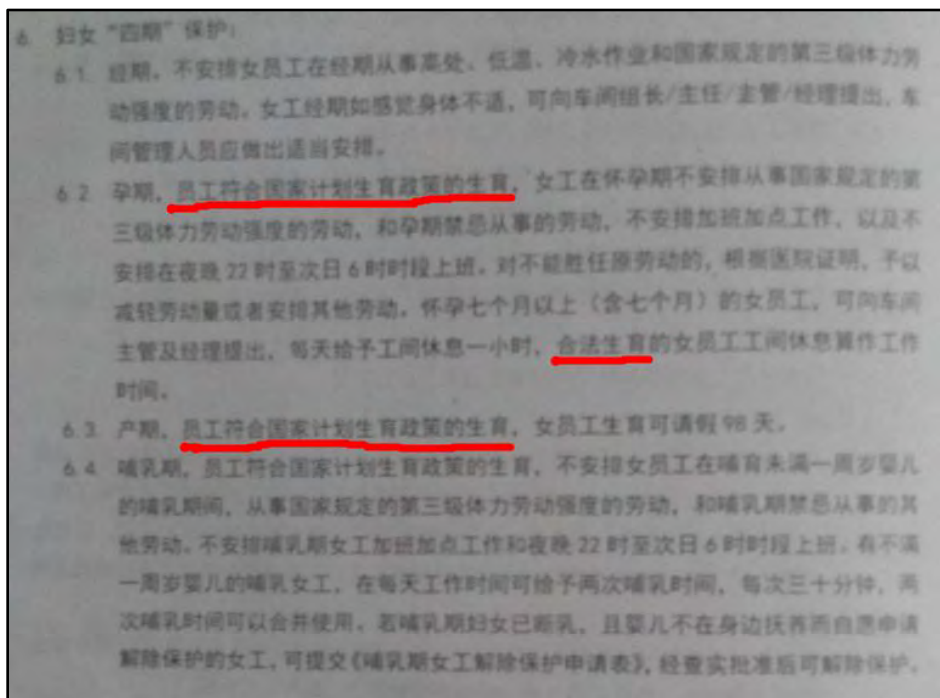 6. 妇女“四期”保护：
6.1. 经期。不安排女员工在经期从事高处、低温、冷水作业和国家规定的第三级体力劳
动强度的劳动。女工经期如感觉身体不适，可向车间组长/主任/主管/经理提出，车
间管理人员应做出适当安排。
6.2. 孕期，员工符合国家计划生育政策的生育，女工在怀孕期不安排从事国家规定的第
三级体力劳动强度的劳动，和孕期禁忌从事的劳动，不安排加班加点工作，以及不
安排在夜晚22时至次日6时时段上班。对不能胜任原劳动的，根据医院证明，予以
减轻劳动量或者安排其他劳动。怀孕七个月以上（含七个月）的女员工，可向车间
主管及经理提出，每天给予工间休息一小时，合法生育的女员工工间休息算作工作
时间。
6.3. 产期，员工符合国家计划生育政策的生育，女员工生育可请假98天。
6.4. 哺乳期，员工符合国家计划生育政策的生育，不安排女员工在哺育未满一周岁婴儿
的哺乳期间，从事国家规定的第三级体力劳动强度的劳动，和哺乳期禁忌从事的其
他劳动。不安排哺乳期女工加班加点工作和夜晚22时至次日6时时段上班。有不满
一周岁婴儿的哺乳女工，在每天工作时间可给予两次哺乳时间，每次三十分钟，两
次哺乳时间可以合并使用。若哺乳期妇女已断乳，且婴儿不在身边抚养而自愿申请
解除保护的女工，可提交《哺乳期女工解除保护申请表》，经查实批准后可解除保护。